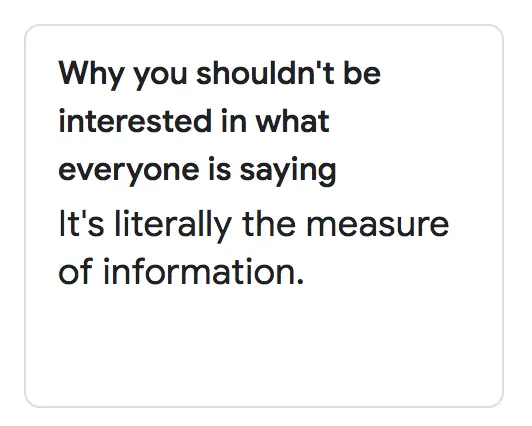 Why you shouldn't be
interested in what
everyone is saying
It's literally the measure
of information.